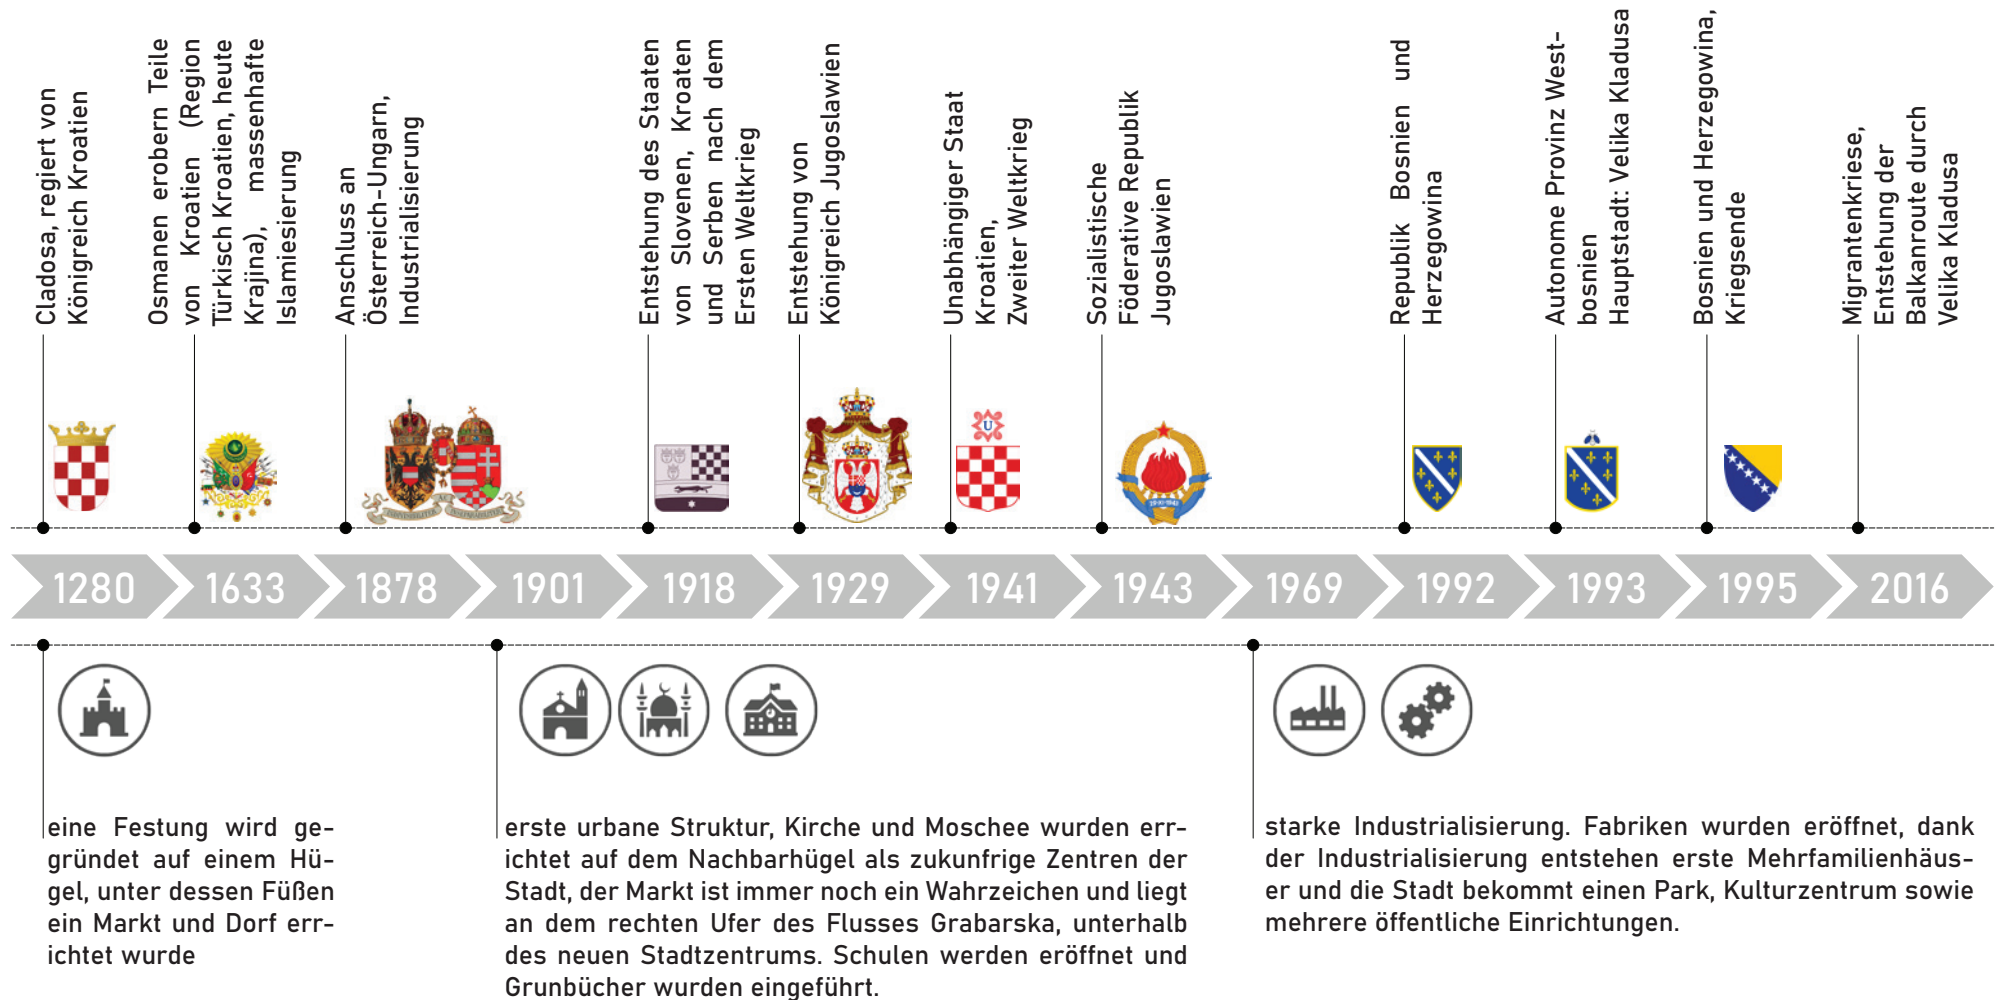 Cladosa, regiert von
Königreich Kroatien
Osmanen erobern Teile
von Kroatien (Region
Türkisch Kroatien, heute
Krajina), massenhafte
Islamiesierung
Anschluss an
Österreich-Ungarn,
Industrialisierung
Entstehung des Staaten
von Slovenen, Kroaten
und Serben nach dem
Ersten Weltkrieg
Entstehung von
Königreich Jugoslawien
Unabhängiger Staat
Kroatien,
Zweiter Weltkrieg
Sozialistische
Föderative Republik
Jugoslawien
Republik Bosnien und
Herzegowina
Autonome Provinz West-
bosnien
Hauptstadt: Velika Kladusa
Bosnien und Herzegowina,
Kriegsende
Migrantenkriese,
Entstehung der
Balkanroute durch
Velika Kladusa
U
1280 1633 1878 1901 1918 1929 1941 1943 1969 1992 1993 1995 2016
eine Festung wird ge-
gründet auf einem Hü-
gel, unter dessen Füßen
ein Markt und Dorf err-
ichtet wurde
erste urbane Struktur, Kirche und Moschee wurden err-
ichtet auf dem Nachbarhügel als zukunfrige Zentren der
Stadt, der Markt ist immer noch ein Wahrzeichen und liegt
an dem rechten Ufer des Flusses Grabarska, unterhalb
des neuen Stadtzentrums. Schulen werden eröffnet und
Grunbücher wurden eingeführt.
starke Industrialisierung. Fabriken wurden eröffnet, dank
der Industrialisierung entstehen erste Mehrfamilienhäus-
er und die Stadt bekommt einen Park, Kulturzentrum sowie
mehrere öffentliche Einrichtungen.